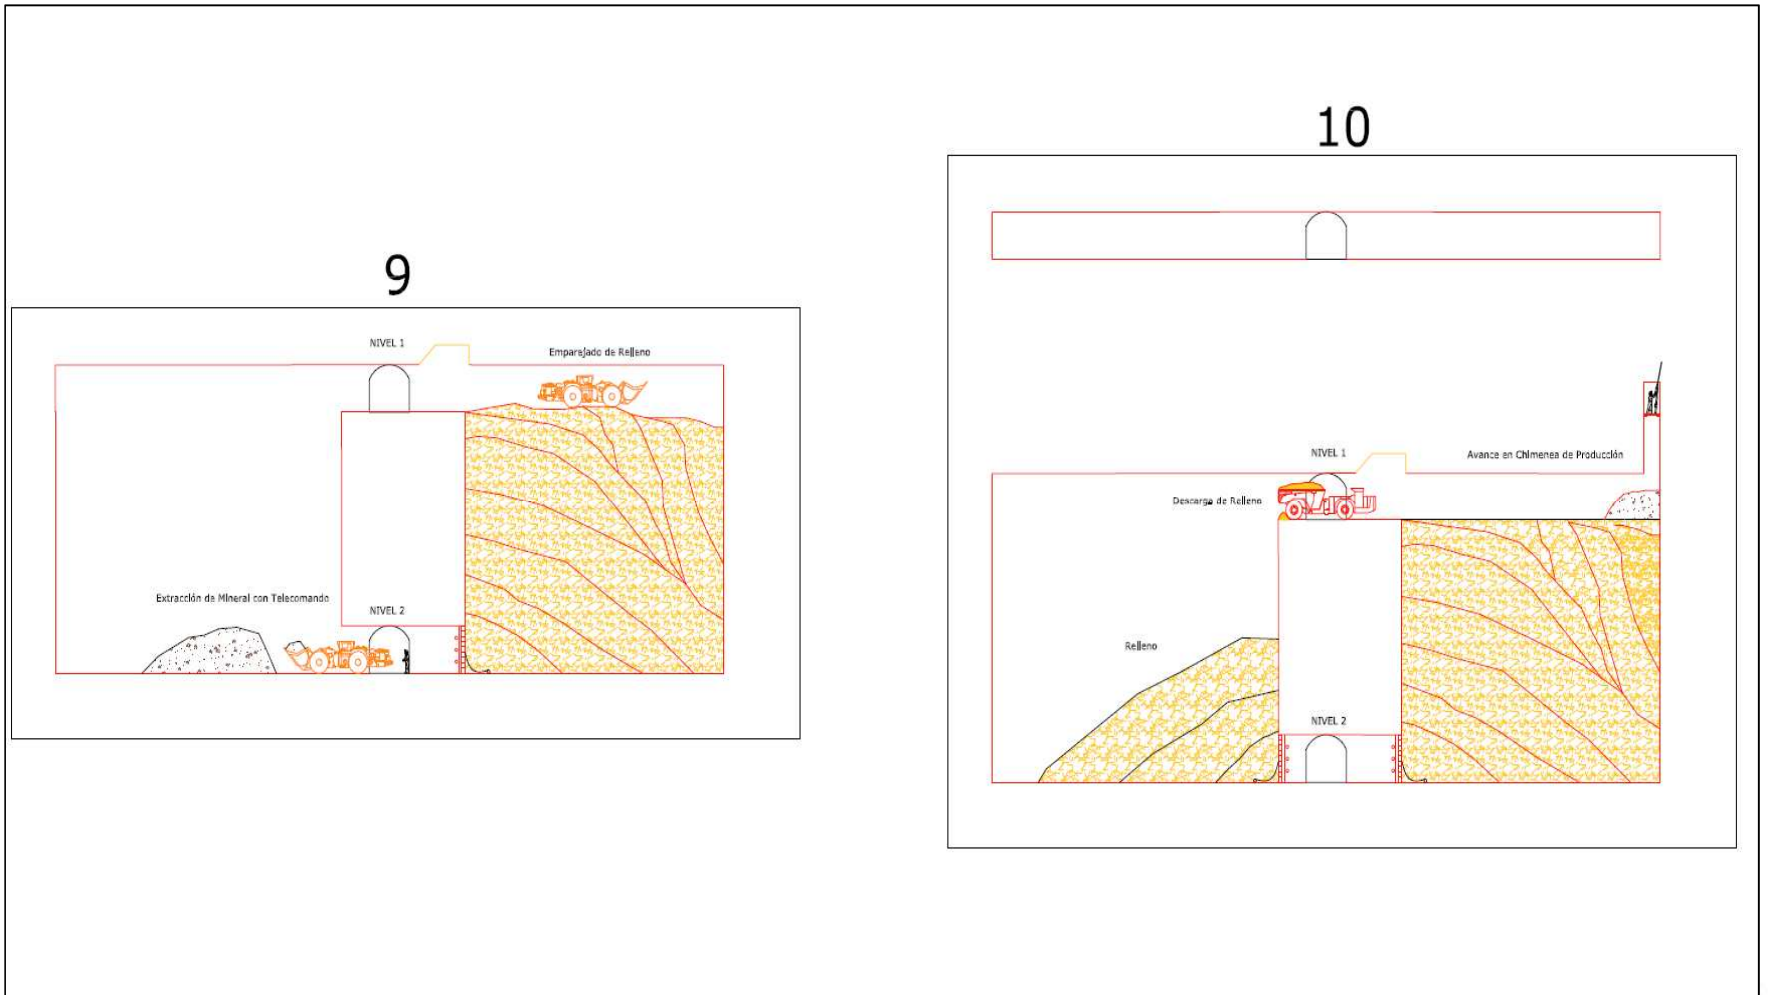 9
NIVEL 1
Emparejado de Relleno
Extracción de Mineral con Telecomando
NIVEL 2
10
NIVEL 1
Avance en Chimenea de Producción
Descarga de Relleno
Relleno
NIVEL 2